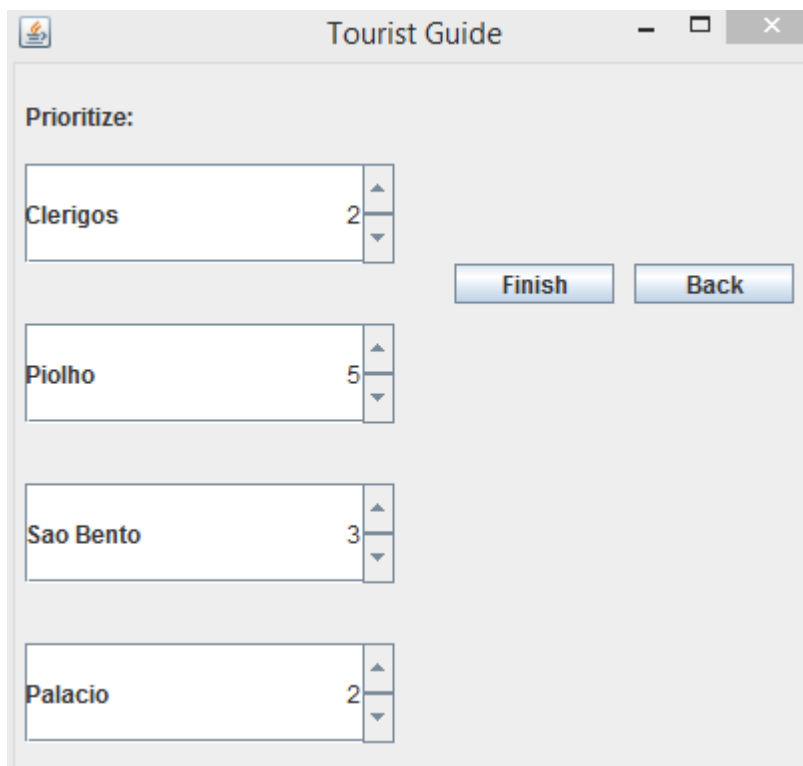 Tourist Guide
Prioritize:
Clerigos 2
Finish Back
Piolho 5
Sao Bento 3
Palacio 2